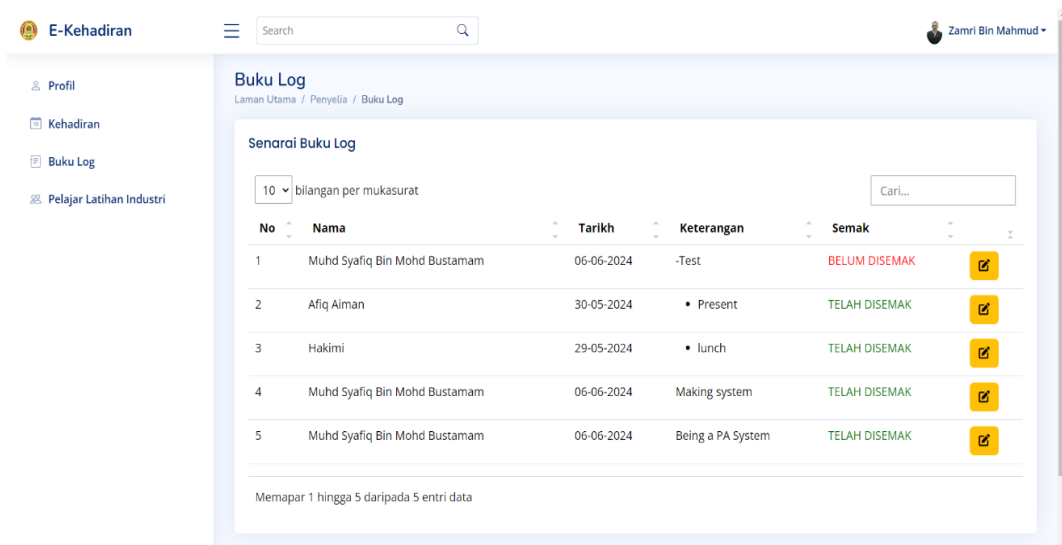 E-Kehadiran
Search
Zamri Bin Mahmud
Profil
Kehadiran
Buku Log
Pelajar Latihan Industri
Buku Log
Laman Utama / Penyelia / Buku Log
Senarai Buku Log
10 bilangan per mukasurat
Cari...
No Nama Tarikh Keterangan Semak
1 Muhd Syafiq Bin Mohd Bustamam 06-06-2024 -Test BELUM DISEMAK
2 Afiq Aiman 30-05-2024 • Present TELAH DISEMAK
3 Hakimi 29-05-2024 • lunch TELAH DISEMAK
4 Muhd Syafiq Bin Mohd Bustamam 06-06-2024 Making system TELAH DISEMAK
5 Muhd Syafiq Bin Mohd Bustamam 06-06-2024 Being a PA System TELAH DISEMAK
Memapar 1 hingga 5 daripada 5 entri data